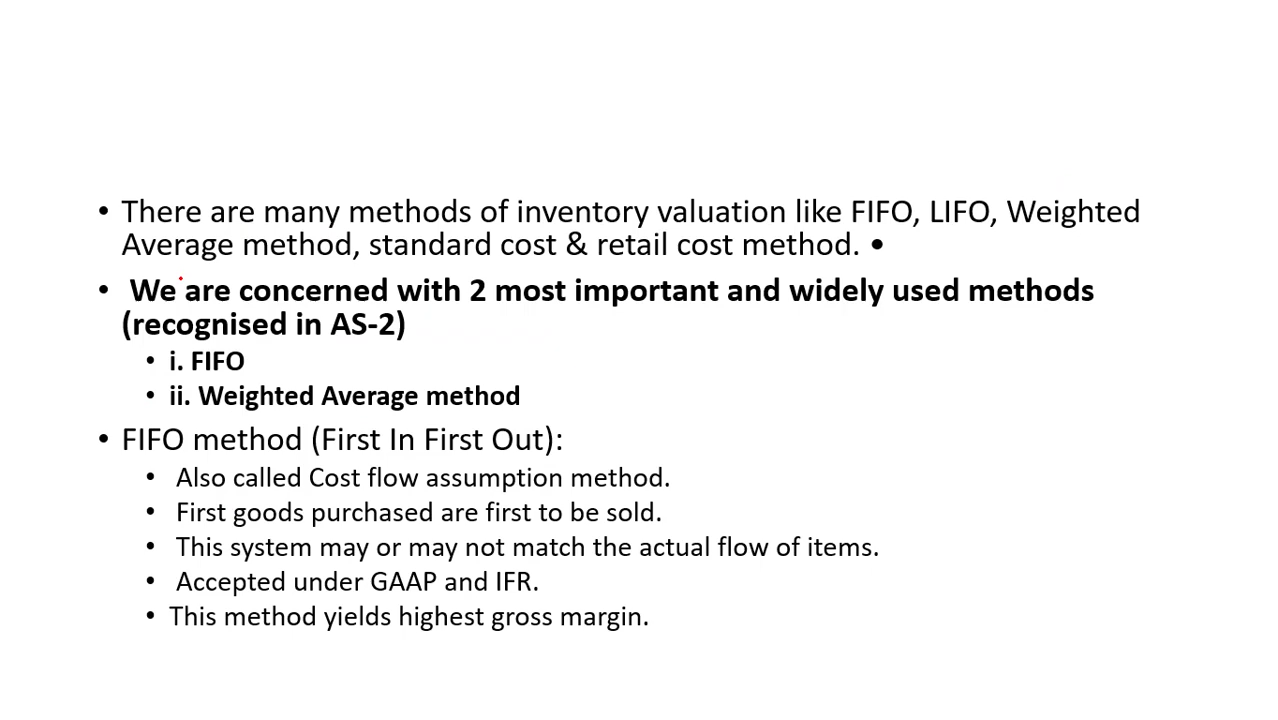 • There are many methods of inventory valuation like FIFO, LIFO, Weighted
Average method, standard cost & retail cost method. •
• We are concerned with 2 most important and widely used methods
(recognised in AS-2)
• i. FIFO
• ii. Weighted Average method
• FIFO method (First In First Out):
• Also called Cost flow assumption method.
• First goods purchased are first to be sold.
• This system may or may not match the actual flow of items.
• Accepted under GAAP and IFR.
• This method yields highest gross margin.